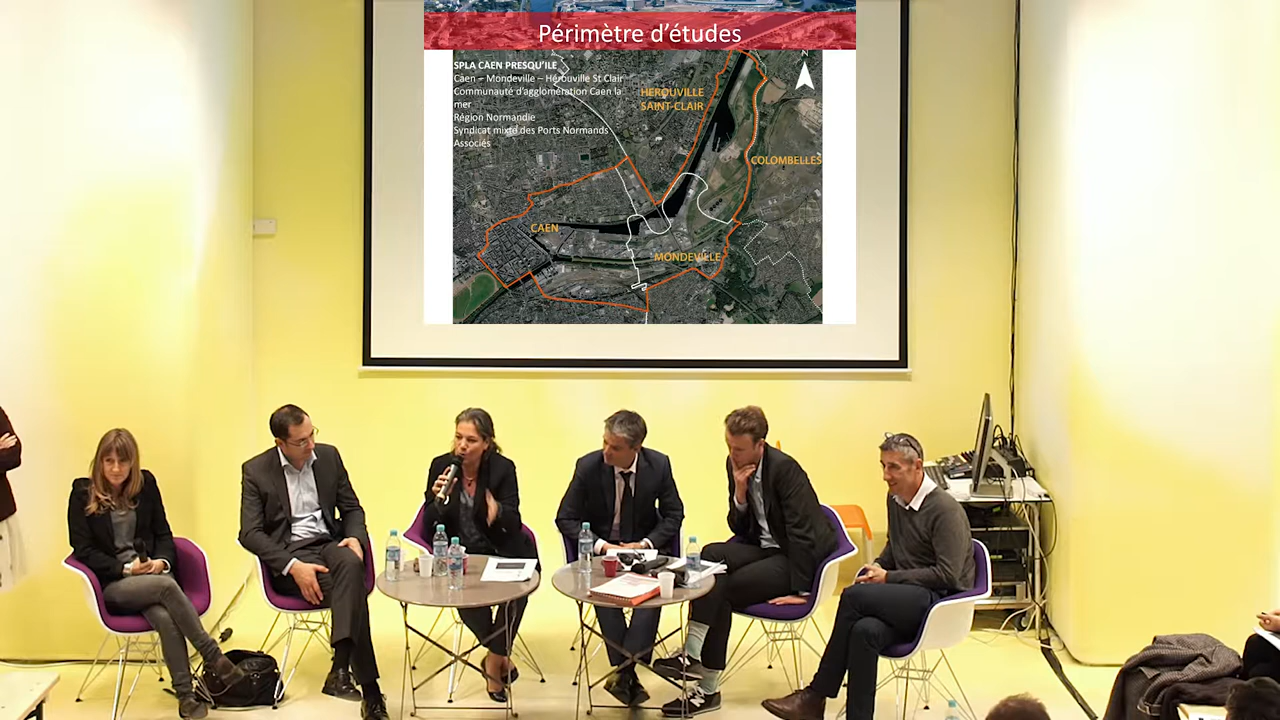 Périmètre d'études
SPLA CAEN PRESQU'ILE
Caen – Mondeville – Hérouville St Clair
Communauté d'agglomération Caen la
mer
Région Normandie
Syndicat mixte des Ports Normands
Associés
N
HEROUVILLE
SAINT-CLAIR
COLOMBELLES
CAEN
MONDEVILLE